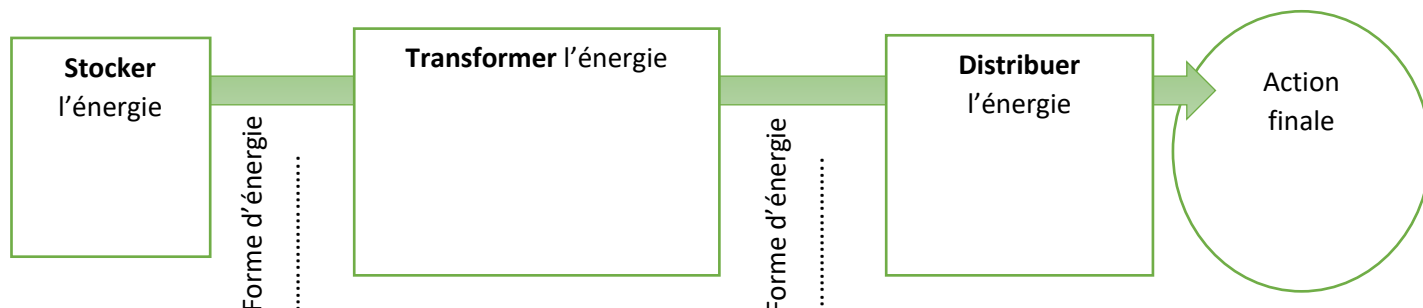 Stocker
l’énergie
Transformer l’énergie
Distribuer
l’énergie
Action
finale
Forme d’énergie
......................
Forme d’énergie
......................